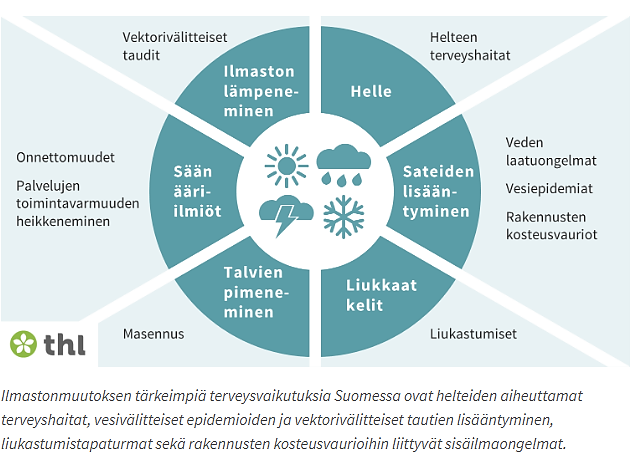 Vektorivälitteiset
taudit
Ilmaston
lämpene-
minen
Helle
Helteen
terveyshaitat
Onnettomuudet
Palvelujen
toimintavarmuuden
heikkeneminen
Sään
ääri-
ilmiöt
Sateiden
lisään-
tyminen
Veden
laatuongelmat
Vesiepidemiat
Rakennusten
kosteusvauriot
Talvien
pimene-
minen
Liukkaat
kelit
Masennus
Liukastumiset
thl
Ilmastonmuutoksen tärkeimpiä terveysvaikutuksia Suomessa ovat helteiden aiheuttamat
terveyshaitat, vesivälitteiset epidemioiden ja vektorivälitteiset tautien lisääntyminen,
liukastumistapaturmat sekä rakennusten kosteusvaurioihin liittyvät sisäilmaongelmat.